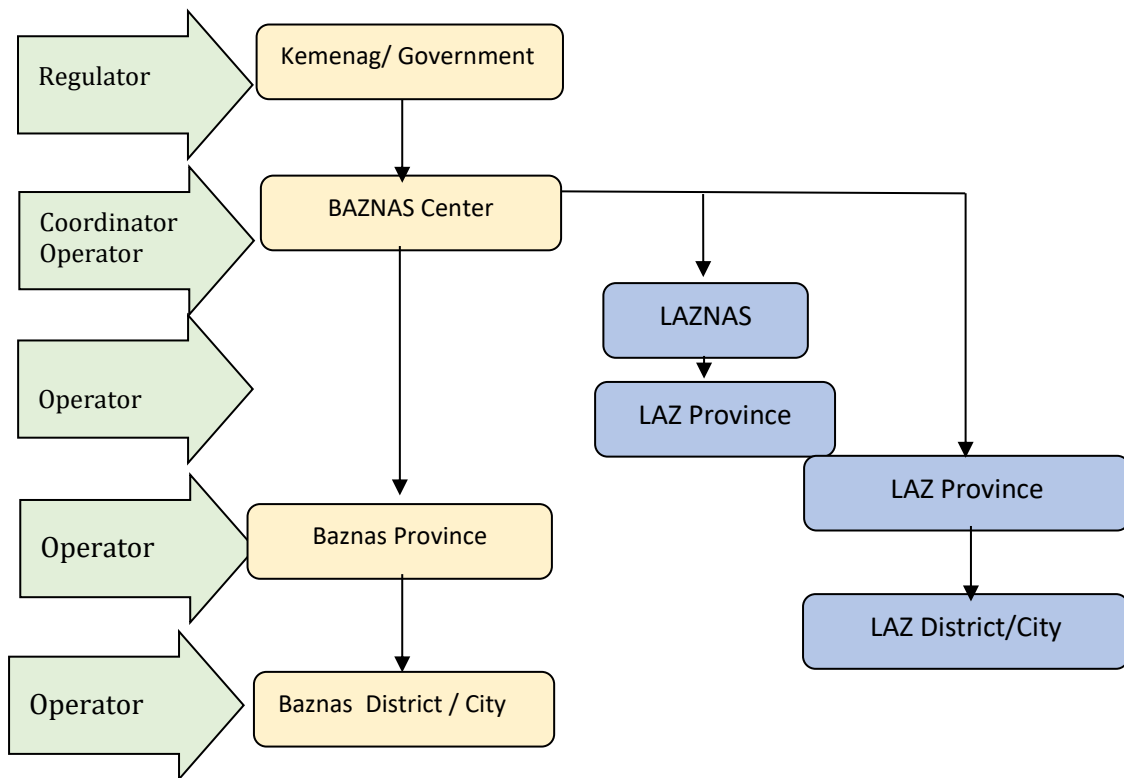 Regulator
Kemenag/ Government
Coordinator
Operator
BAZNAS Center
LAZNAS
Operator
LAZ Province
LAZ Province
Operator
Baznas Province
LAZ District/City
Operator
Baznas District / City